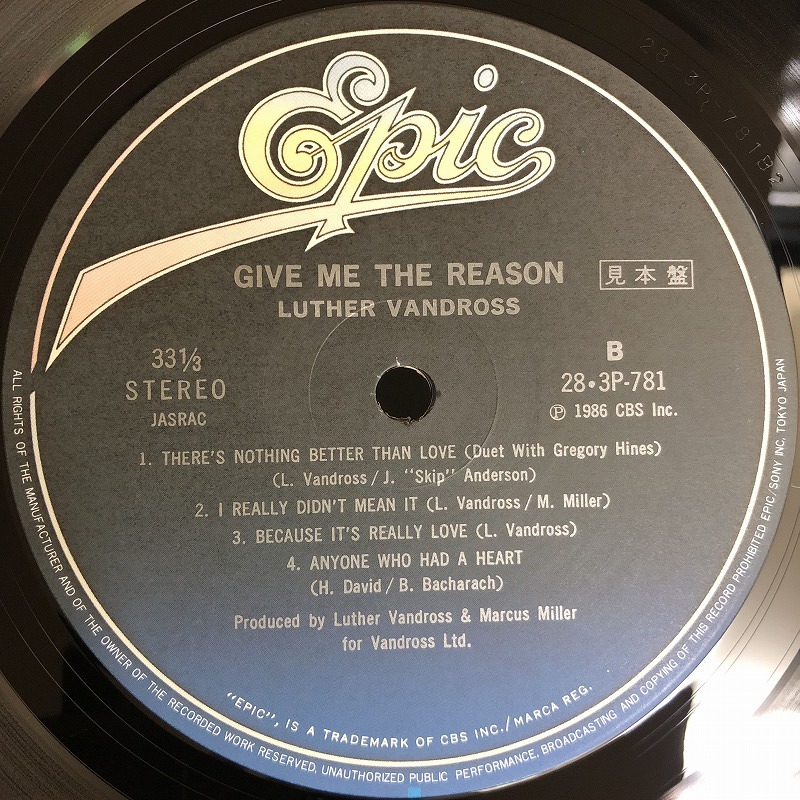 28 3P-781B2
Epic
GIVE ME THE REASON 見本盤
LUTHER VANDROSS
33⅓
STEREO
JASRAC
B
28•3P-781
Ⓟ 1986 CBS Inc.
1. THERE'S NOTHING BETTER THAN LOVE (Duet With Gregory Hines)
(L. Vandross / J. "Skip" Anderson)
2. I REALLY DIDN'T MEAN IT (L. Vandross / M. Miller)
3. BECAUSE IT'S REALLY LOVE (L. Vandross)
4. ANYONE WHO HAD A HEART
(H. David / B. Bacharach)
Produced by Luther Vandross & Marcus Miller
for Vandross Ltd.
"EPIC", IS A TRADEMARK OF CBS INC./MARCA REG.
ALL RIGHTS OF THE MANUFACTURER AND OF THE OWNER OF THE RECORDED WORK RESERVED. UNAUTHORIZED PUBLIC PERFORMANCE, BROADCASTING AND COPYING OF THIS RECORD PROHIBITED EPIC/SONY INC. TOKYO JAPAN